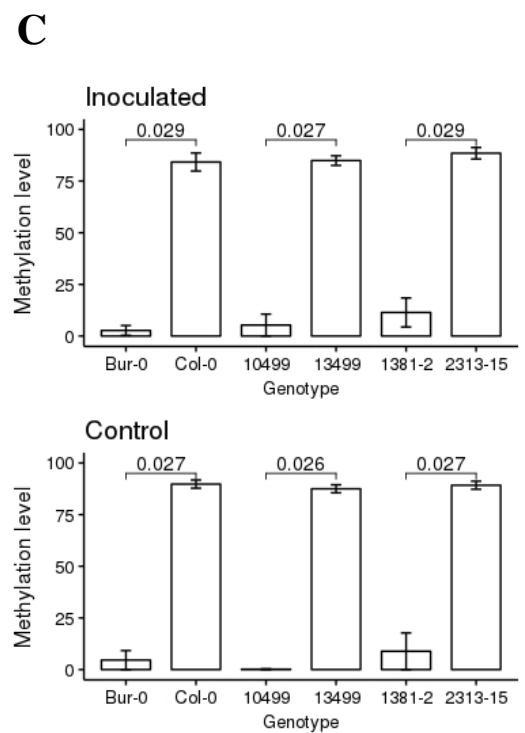 C
Inoculated
0.029 0.027 0.029
100
75
50
25
0
Methylation level
Bur-0 Col-0 10499 13499 1381-2 2313-15
Genotype
Control
0.027 0.026 0.027
100
75
50
25
0
Methylation level
Bur-0 Col-0 10499 13499 1381-2 2313-15
Genotype